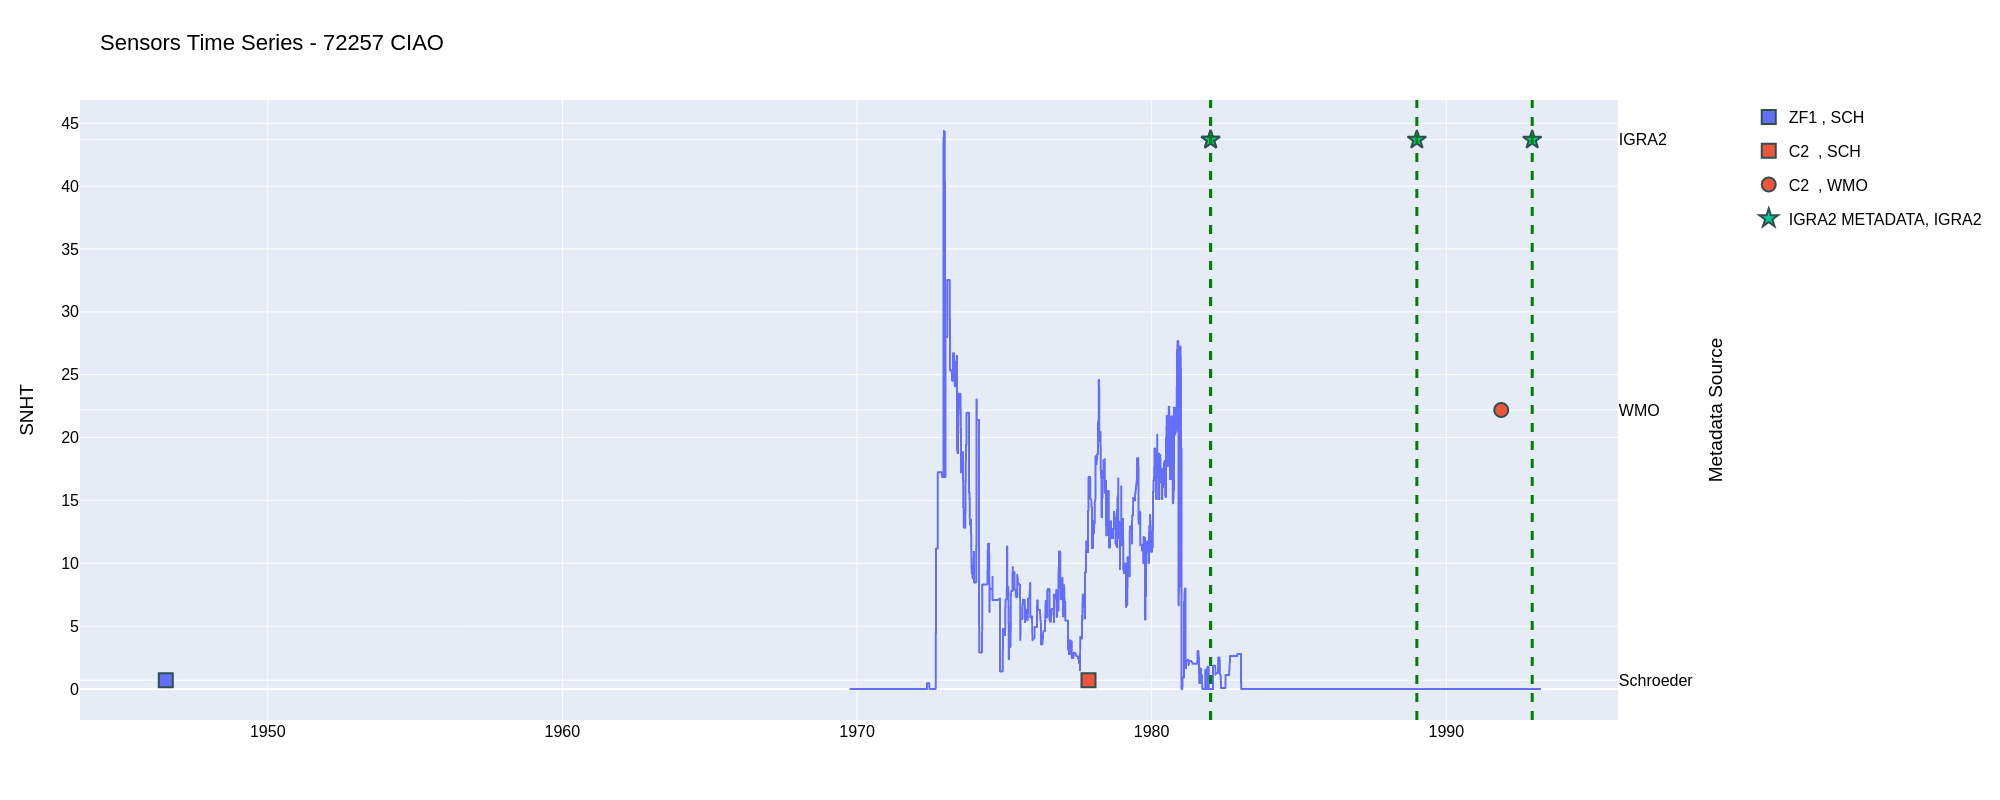 Sensors Time Series - 72257 CIAO
SNHT
45
40
35
30
25
20
15
10
5
0
1950
1960
1970
1980
1990
IGRA2
WMO
Schroeder
Metadata Source
ZF1 , SCH
C2 , SCH
C2 , WMO
IGRA2 METADATA, IGRA2